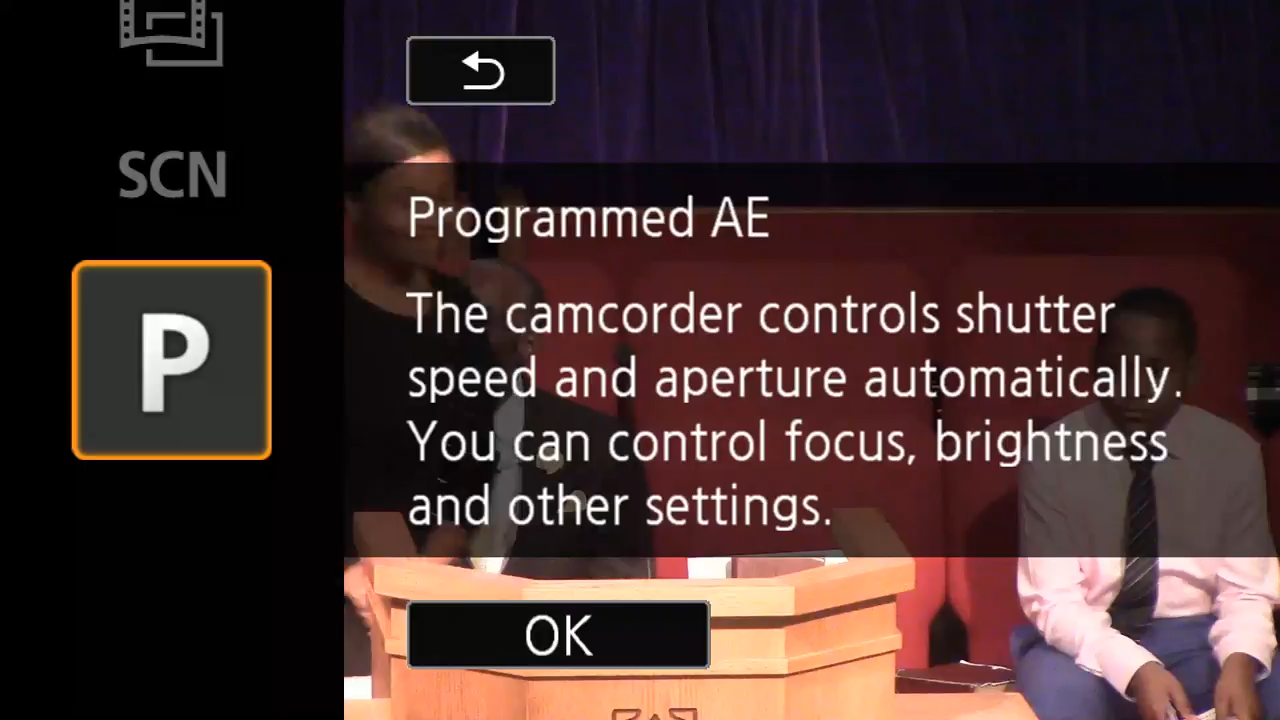 SCN
Programmed AE
P
The camcorder controls shutter
speed and aperture automatically.
You can control focus, brightness
and other settings.
OK